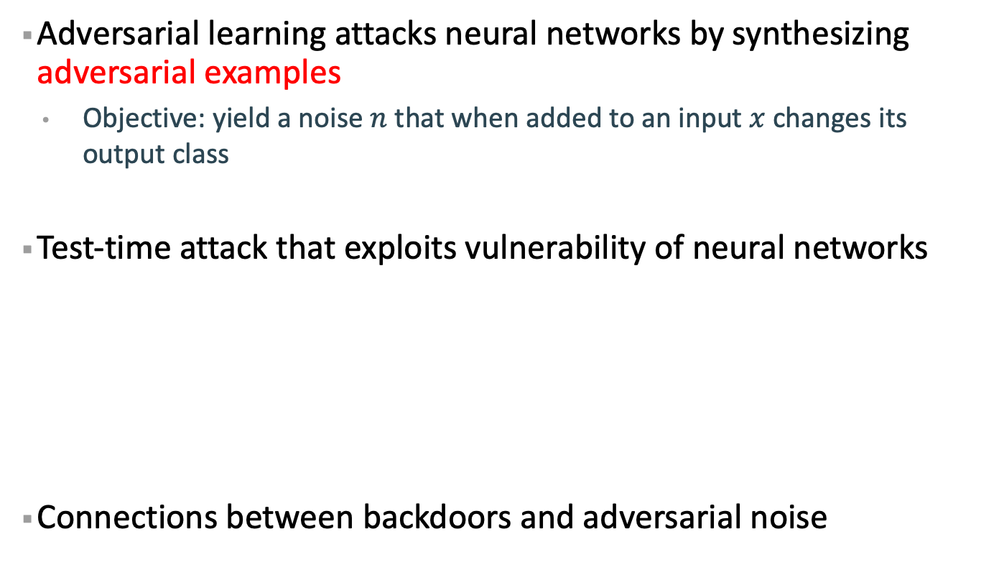 ▪Adversarial learning attacks neural networks by synthesizing
adversarial examples
• Objective: yield a noise n that when added to an input x changes its
output class
▪Test-time attack that exploits vulnerability of neural networks
▪Connections between backdoors and adversarial noise